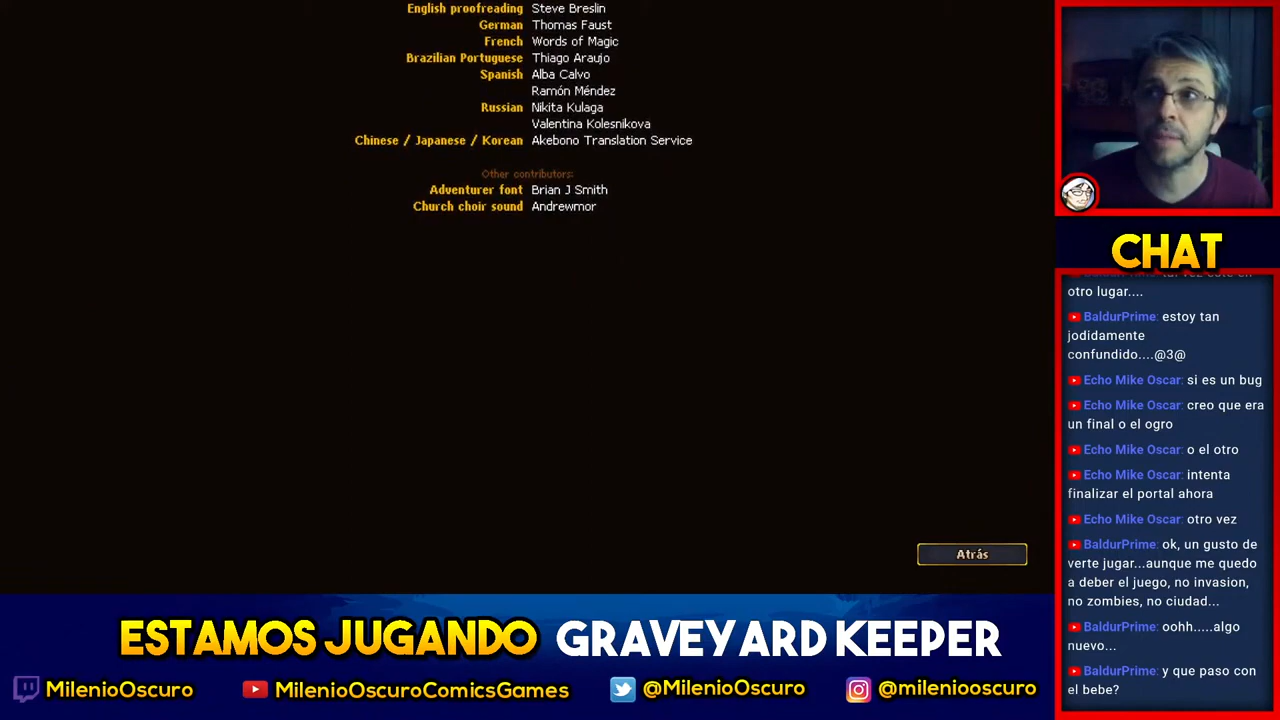 English proofreading Steve Breslin
German Thomas Faust
French Words of Magic
Brazilian Portuguese Thiago Araujo
Spanish Alba Calvo
Ramón Méndez
Russian Nikita Kulaga
Valentina Kolesnikova
Chinese / Japanese / Korean Akebono Translation Service
Other contributors:
Adventurer font Brian J Smith
Church choir sound Andrewmor
Atrás
CHAT
otro lugar....
BaldurPrime: estoy tan
jodidamente
confundido....@3@
Echo Mike Oscar: si es un bug
Echo Mike Oscar: creo que era
un final o el ogro
Echo Mike Oscar: o el otro
Echo Mike Oscar: intenta
finalizar el portal ahora
Echo Mike Oscar: otro vez
BaldurPrime: ok, un gusto de
verte jugar...aunque me quedo
a deber el juego, no invasion,
no zombies, no ciudad...
BaldurPrime: oohh.....algo
nuevo...
BaldurPrime: y que paso con
el bebe?
ESTAMOS JUGANDO GRAVEYARD KEEPER
MilenioOscuro MilenioOscuroComicsGames @MilenioOscuro @mileniooscuro